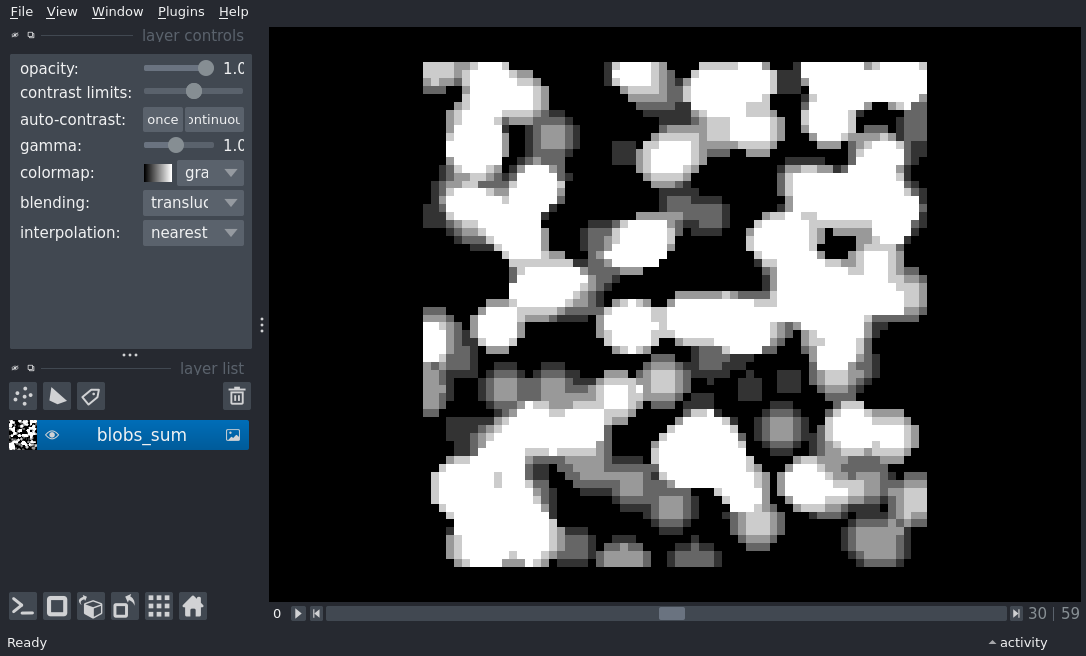 File View Window Plugins Help
layer controls
opacity: 1.0
contrast limits:
auto-contrast: once ontinuou
gamma: 1.0
colormap: gra
blending: transluc
interpolation: nearest
layer list
blobs_sum
0 30 | 59
Ready activity